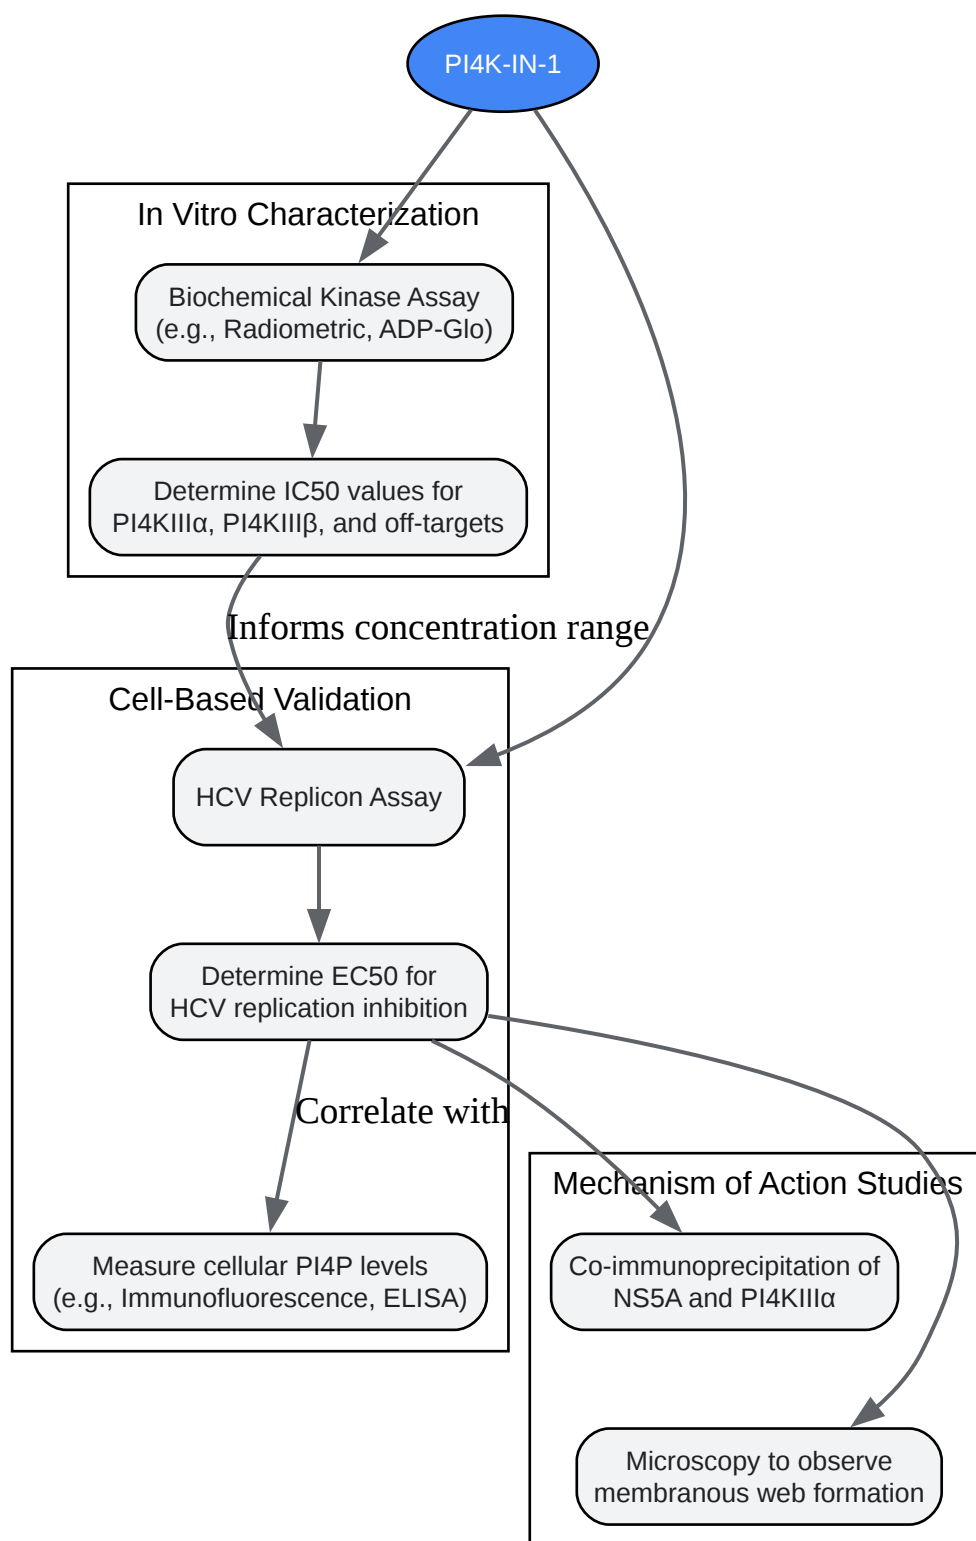 PI4K-IN-1
In Vitro Characterization
Biochemical Kinase Assay
(e.g., Radiometric, ADP-Glo)
Determine IC50 values for
PI4KIIIα, PI4KIIIβ, and off-targets
Informs concentration range
Cell-Based Validation
HCV Replicon Assay
Determine EC50 for
HCV replication inhibition
Correlate with
Mechanism of Action Studies
Measure cellular PI4P levels
(e.g., Immunofluorescence, ELISA)
Co-immunoprecipitation of
NS5A and PI4KIIIα
Microscopy to observe
membranous web formation